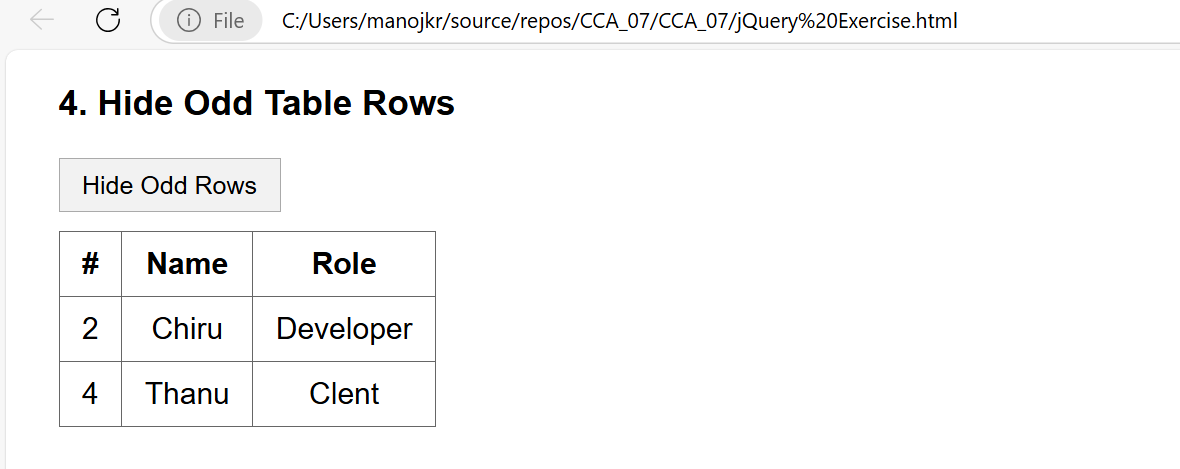 File C:/Users/manojkr/source/repos/CCA_07/CCA_07/jQuery%20Exercise.html
4. Hide Odd Table Rows
Hide Odd Rows
# Name Role
2 Chiru Developer
4 Thanu Clent